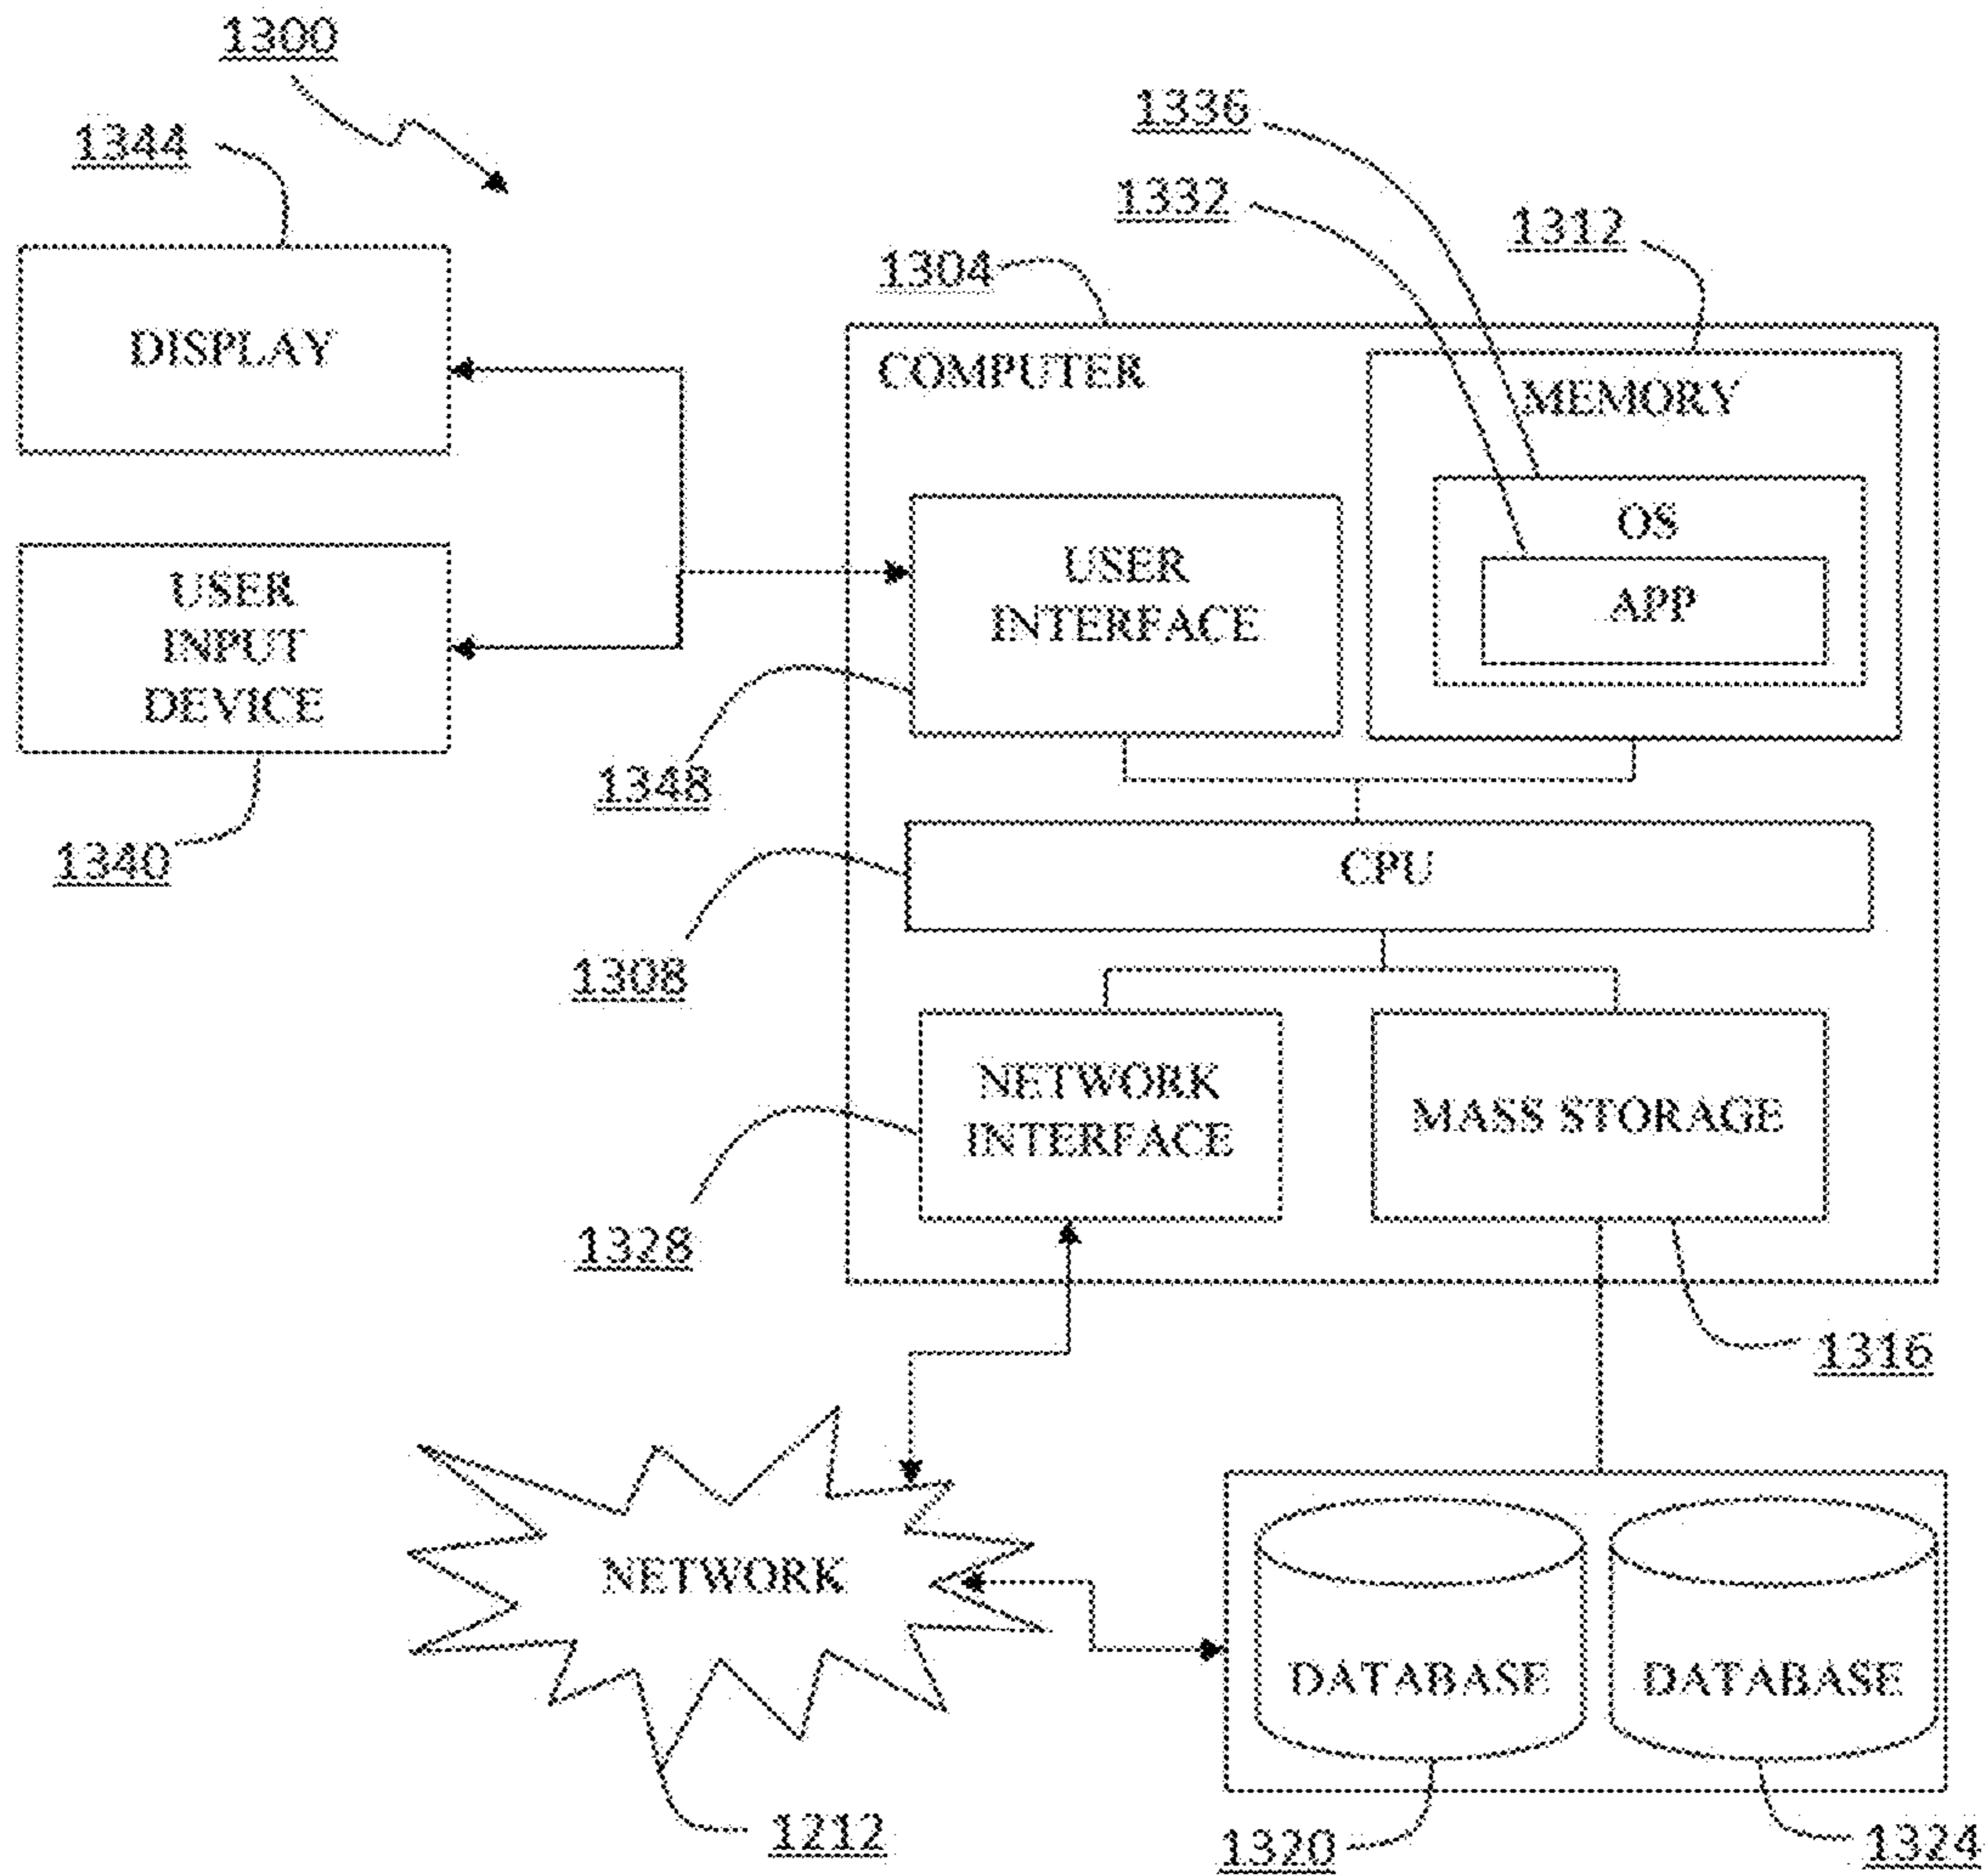 1300
1344
1336
1332
1312
1304
DISPLAY
COMPUTER
MEMORY
OS
APP
USER
INTERFACE
USER
INPUT
DEVICE
1348
1340
CPU
1308
NETWORK
INTERFACE
MASS STORAGE
1328
1316
NETWORK
DATABASE
DATABASE
1212
1320
1324